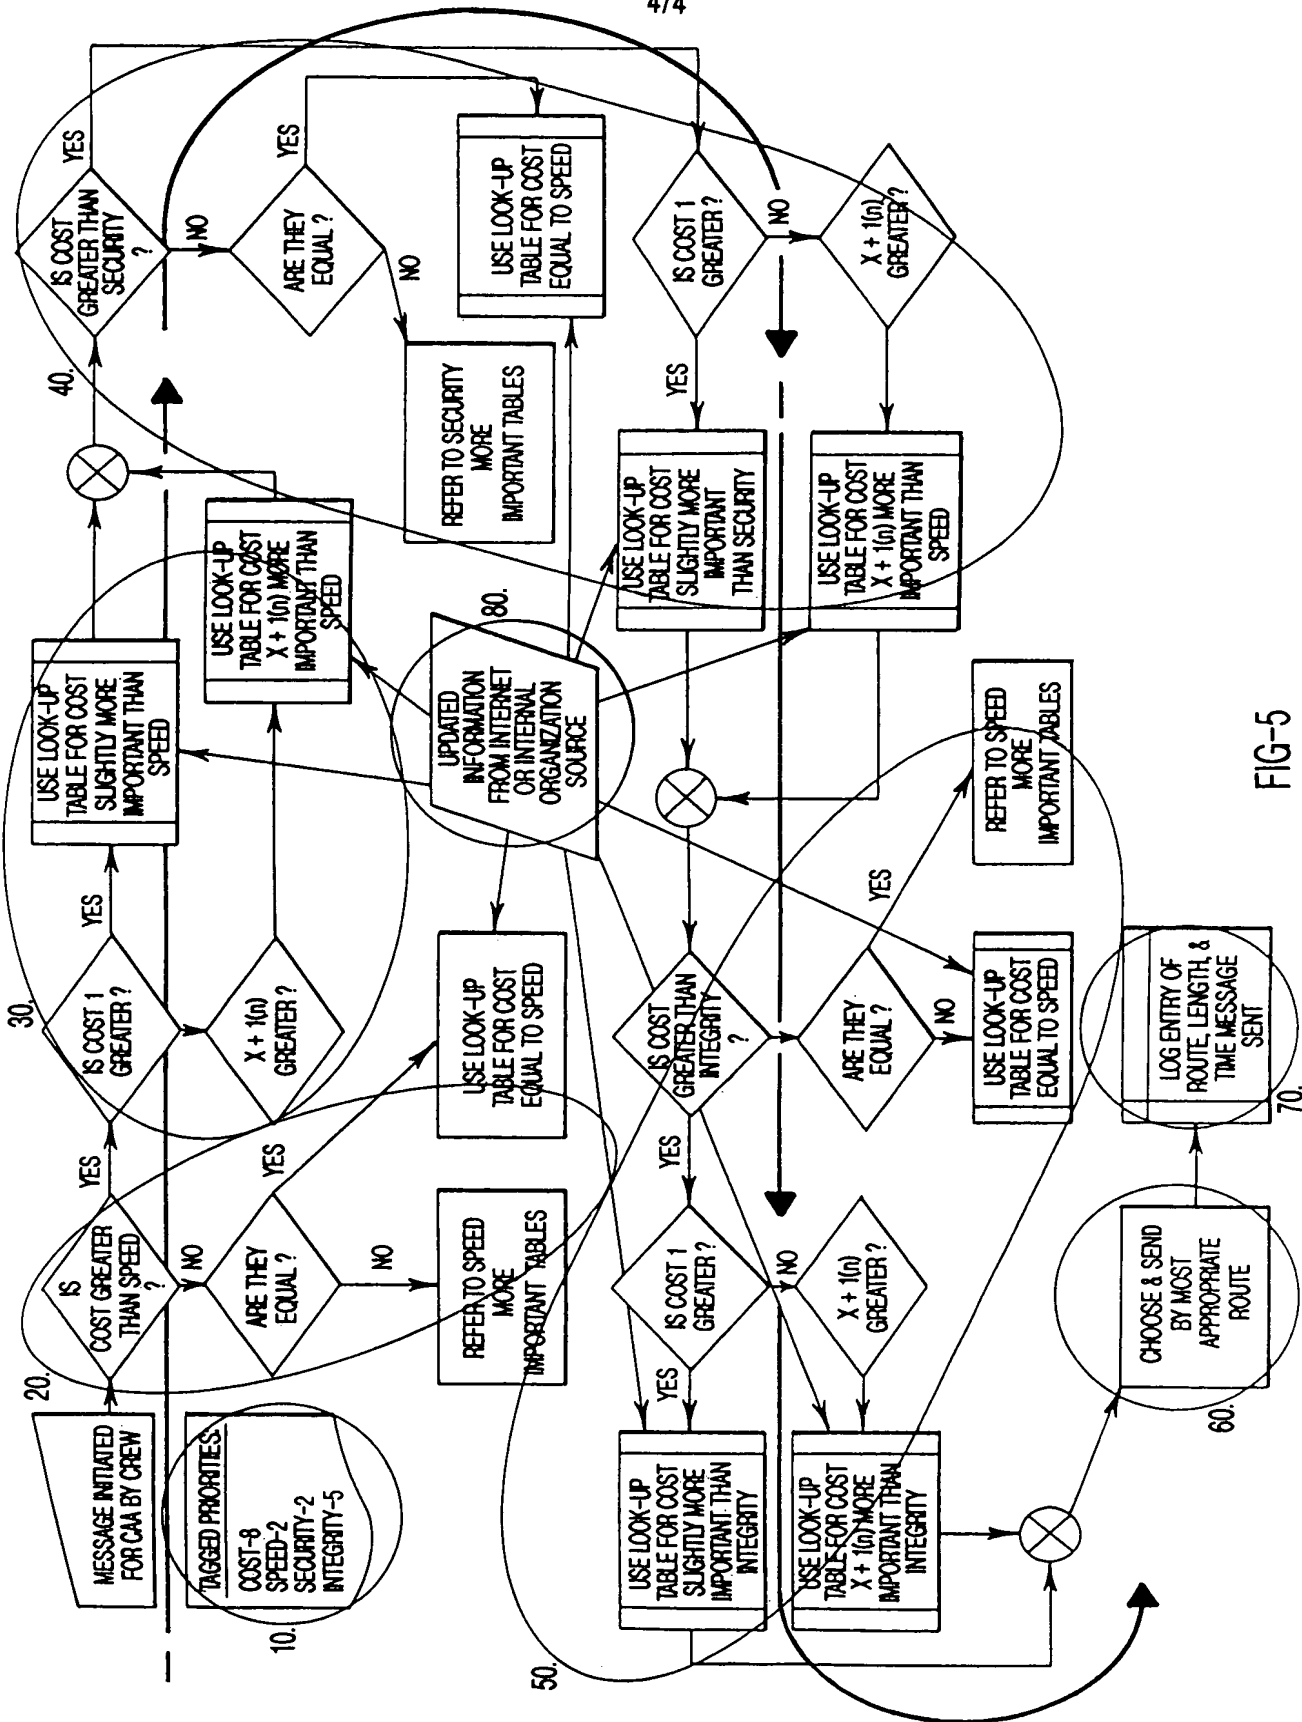 4/4
MESSAGE INITIATED
FOR CAA BY CREW
TAGGED PRIORITIES:
COST-8
SPEED-2
SECURITY-2
INTEGRITY-5
10.
20.
IS
COST GREATER
THAN SPEED
?
YES
NO
ARE THEY
EQUAL ?
YES
NO
REFER TO SPEED
MORE
IMPORTANT TABLES
USE LOOK-UP
TABLE FOR COST
EQUAL TO SPEED
30.
IS COST 1
GREATER ?
YES
X + 1(n)
GREATER ?
USE LOOK-UP
TABLE FOR COST
SLIGHTLY MORE
IMPORTANT THAN
SPEED
USE LOOK-UP
TABLE FOR COST
X + 1(n) MORE
IMPORTANT THAN
SPEED
80.
UPDATED
INFORMATION
FROM INTERNET
OR INTERNAL
ORGANIZATION
SOURCE
40.
IS COST
GREATER THAN
SECURITY
?
YES
NO
ARE THEY
EQUAL ?
YES
NO
REFER TO SECURITY
MORE
IMPORTANT TABLES
USE LOOK-UP
TABLE FOR COST
EQUAL TO SPEED
IS COST 1
GREATER ?
YES
NO
X + 1(n)
GREATER ?
USE LOOK-UP
TABLE FOR COST
SLIGHTLY MORE
IMPORTANT
THAN SECURITY
USE LOOK-UP
TABLE FOR COST
X + 1(n) MORE
IMPORTANT THAN
SPEED
50.
IS COST
GREATER THAN
INTEGRITY
?
YES
ARE THEY
EQUAL ?
YES
NO
REFER TO SPEED
MORE
IMPORTANT TABLES
USE LOOK-UP
TABLE FOR COST
EQUAL TO SPEED
IS COST 1
GREATER ?
YES
NO
X + 1(n)
GREATER ?
USE LOOK-UP
TABLE FOR COST
SLIGHTLY MORE
IMPORTANT THAN
INTEGRITY
USE LOOK-UP
TABLE FOR COST
X + 1(n) MORE
IMPORTANT THAN
INTEGRITY
60.
CHOOSE & SEND
BY MOST
APPROPRIATE
ROUTE
70.
LOG ENTRY OF
ROUTE, LENGTH, &
TIME MESSAGE
SENT
FIG-5